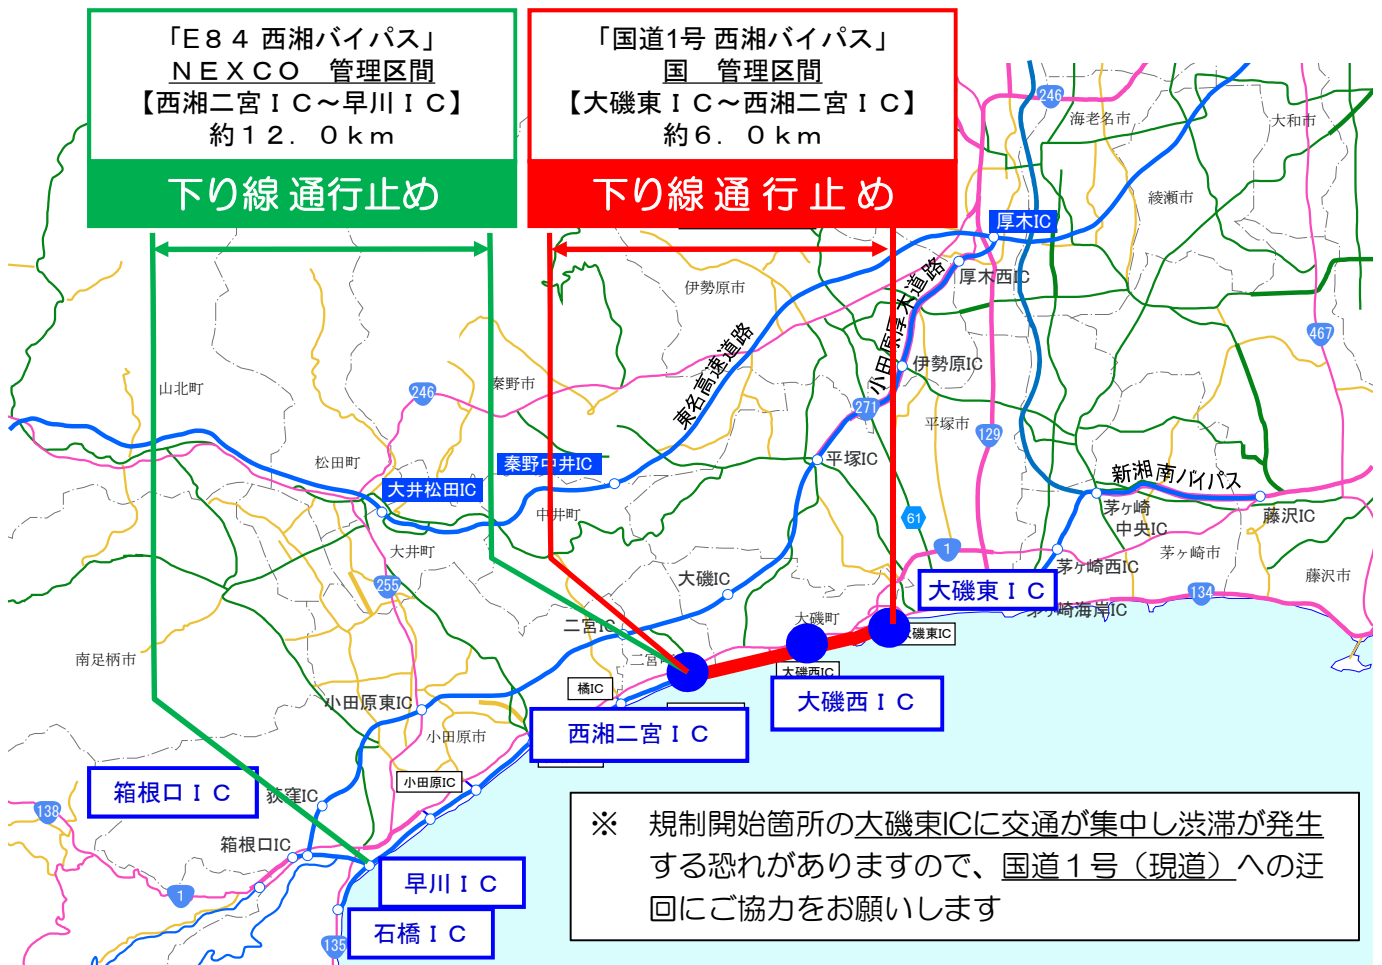 「E８４ 西湘バイパス」
ＮＥＸＣＯ　管理区間
【西湘二宮ＩＣ～早川ＩＣ】
約１２．０ｋｍ
下り線 通行止め
「国道1号 西湘バイパス」
国　管理区間
【大磯東ＩＣ～西湘二宮ＩＣ】
約６．０ｋｍ
下り線 通 行 止 め
246
海老名市
大和市
綾瀬市
厚木IC
厚木西IC
伊勢原市
小田原厚木道路
東名高速道路
467
伊勢原IC
山北町
246
秦野市
271
平塚市
129
松田町
秦野中井IC
平塚IC
大井松田IC
新湘南バイパス
中井町
61
茅ヶ崎
中央IC
藤沢IC
大井町
1
茅ヶ崎西IC
茅ヶ崎市
藤沢市
255
大磯IC
大磯東ＩＣ
134
茅ヶ崎海岸IC
二宮IC
大磯町
大磯東IC
南足柄市
二宮町
大磯西IC
橘IC
小田原東IC
大磯西ＩＣ
西湘二宮ＩＣ
小田原市
小田原IC
箱根口ＩＣ
荻窪IC
138
箱根口IC
1
早川ＩＣ
石橋ＩＣ
135
※　規制開始箇所の大磯東ICに交通が集中し渋滞が発生
する恐れがありますので、国道１号（現道）への迂
回にご協力をお願いします